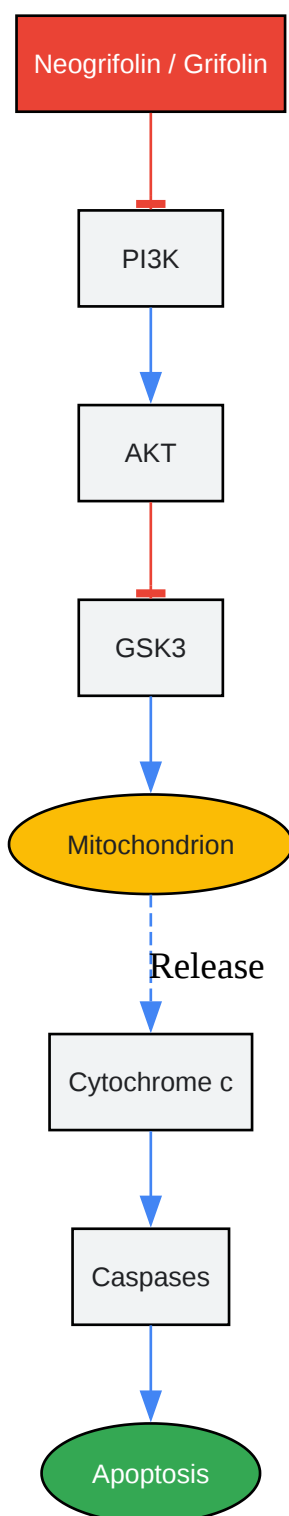 Neogrifolin / Grifolin
PI3K
AKT
GSK3
Mitochondrion
Release
Cytochrome c
Caspases
Apoptosis